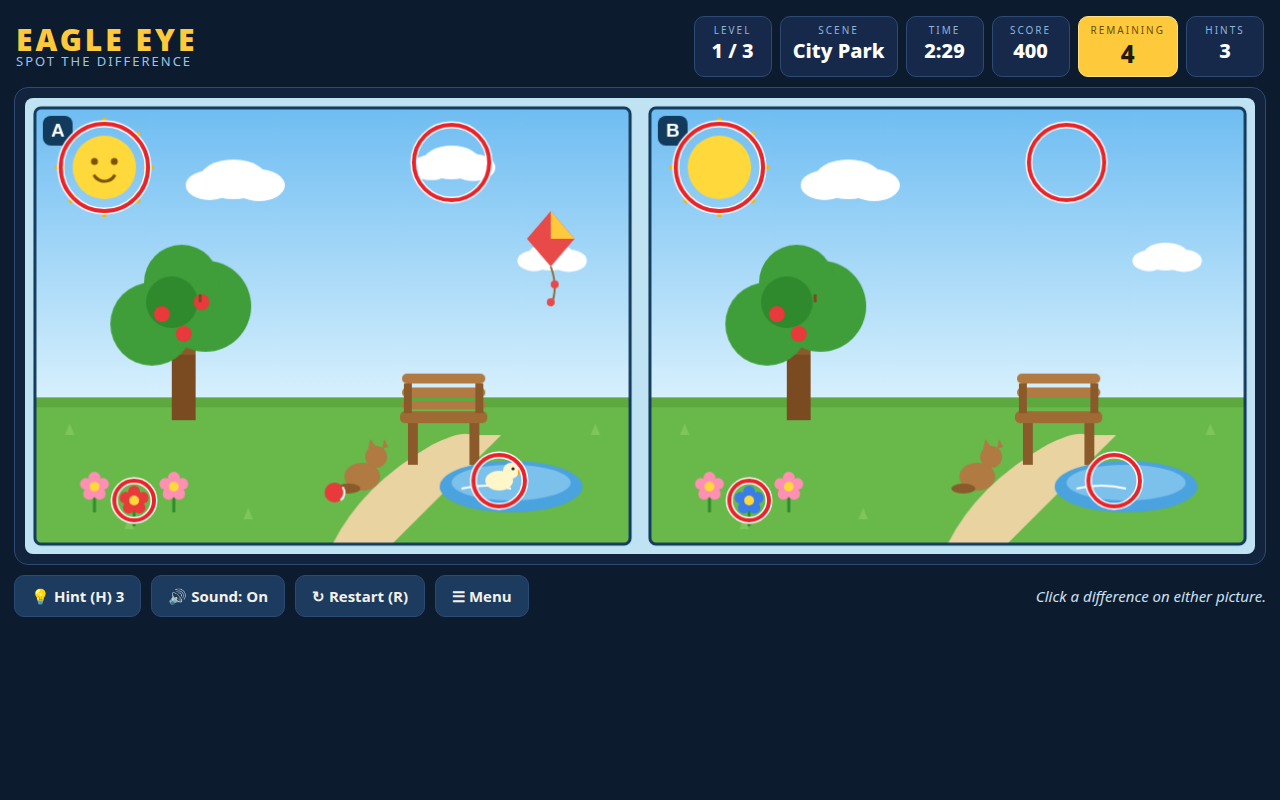 EAGLE EYE
SPOT THE DIFFERENCE
LEVEL
1 / 3
SCENE
City Park
TIME
2:29
SCORE
400
REMAINING
4
HINTS
3
A
B
💡 Hint (H) 3
🔊 Sound: On
↻ Restart (R)
☰ Menu
Click a difference on either picture.